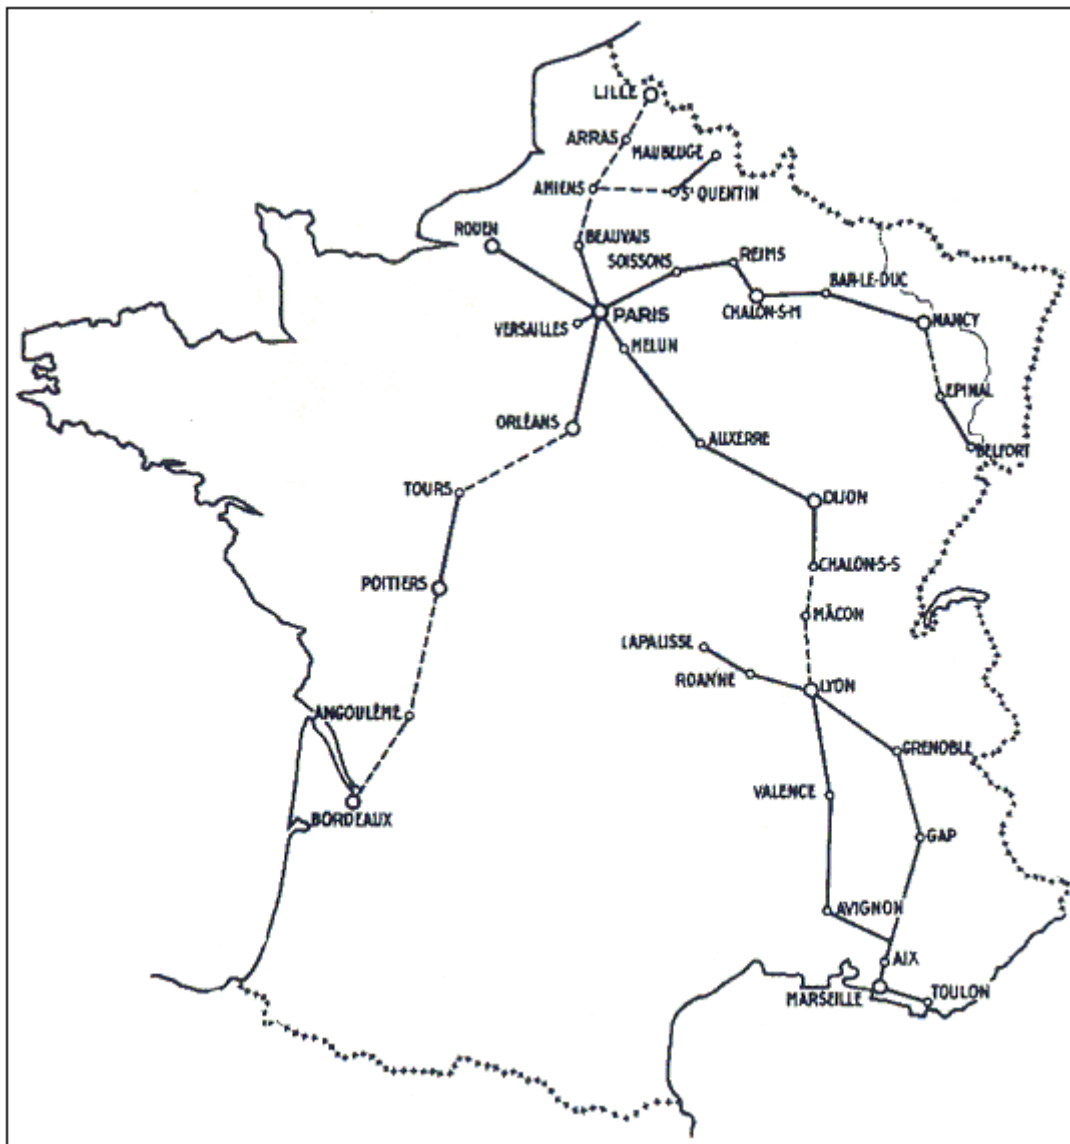 LILLE
ARRAS
MAUBEUGE
AMIENS
St QUENTIN
ROUEN
BEAUVAIS
SOISSONS
REIMS
BAR-LE-DUC
CHALON-S-M
NANCY
PARIS
VERSAILLES
MELUN
EPINAL
ORLÉANS
AUXERRE
BELFORT
TOURS
DIJON
CHALON-S-S
POITIERS
MÂCON
LAPALISSE
ROANNE
LYON
ANGOULÊME
GRENOBLE
VALENCE
BORDEAUX
GAP
AVIGNON
AIX
MARSEILLE
TOULON